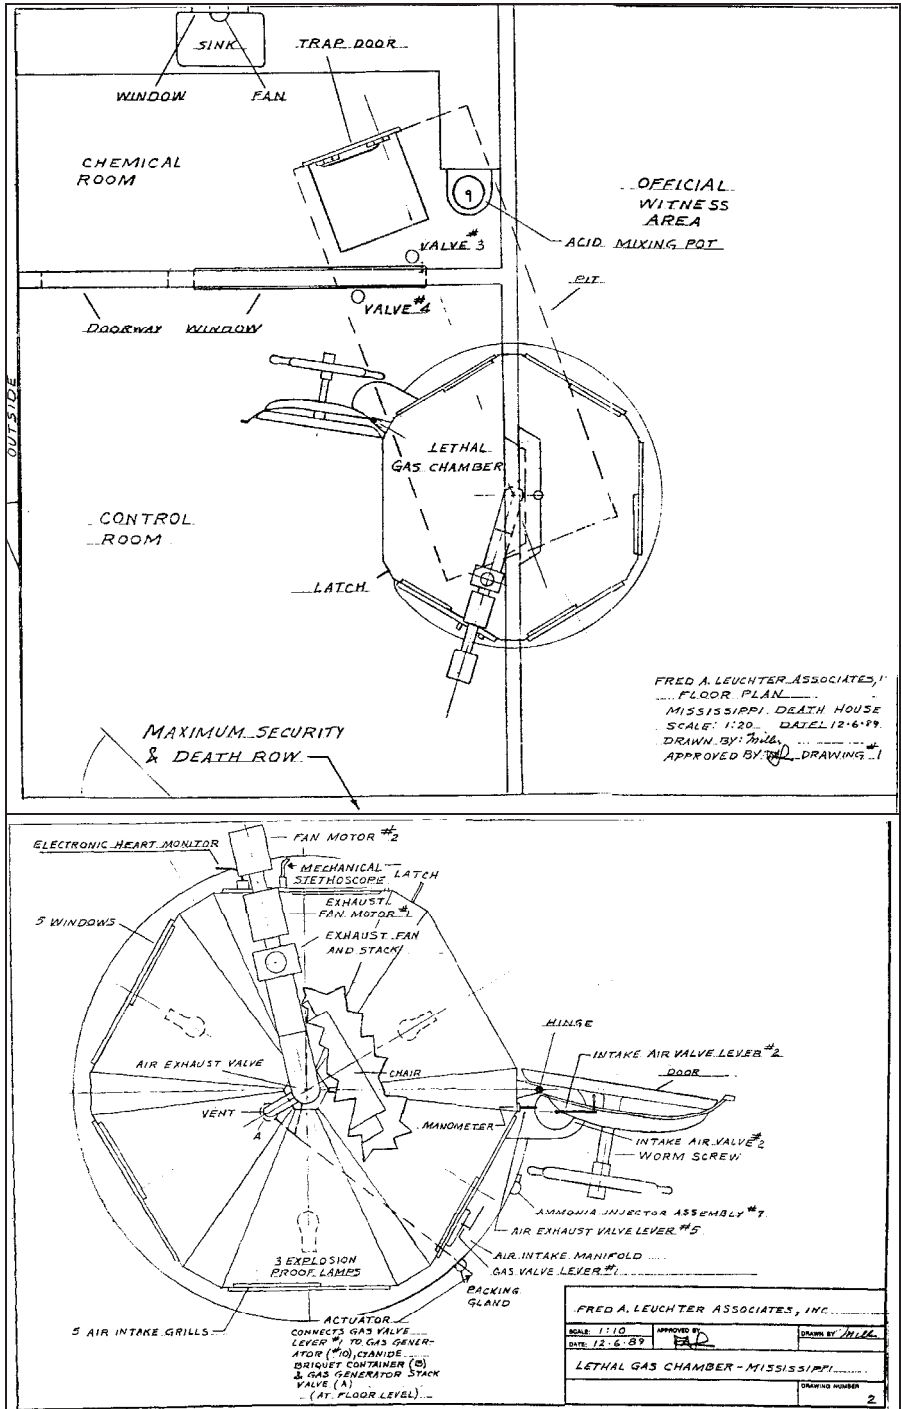 SINK
TRAP DOOR
WINDOW
FAN
CHEMICAL
ROOM
OFFICIAL
WITNESS
AREA
9
ACID MIXING POT
VALVE #3
PIT
VALVE #4
DOORWAY
WINDOW
OUTSIDE
LETHAL
GAS CHAMBER
CONTROL
ROOM
LATCH
FRED A. LEUCHTER ASSOCIATES,
FLOOR PLAN
MISSISSIPPI DEATH HOUSE
SCALE: 1:20 DATE: 12-6-89
DRAWN BY: Miller
APPROVED BY: DRAWING #1
MAXIMUM SECURITY
& DEATH ROW
ELECTRONIC HEART MONITOR
FAN MOTOR #2
MECHANICAL
STETHOSCOPE
LATCH
EXHAUST
FAN MOTOR #1
5 WINDOWS
EXHAUST FAN
AND STACK
HINGE
INTAKE AIR VALVE LEVER #2
DOOR
AIR EXHAUST VALVE
CHAIR
VENT
A
MANOMETER
INTAKE AIR VALVE #2
WORM SCREW
AMMONIA INJECTOR ASSEMBLY #7
AIR EXHAUST VALVE LEVER #5
AIR INTAKE MANIFOLD
GAS VALVE LEVER #1
3 EXPLOSION
PROOF LAMPS
PACKING
GLAND
5 AIR INTAKE GRILLS
ACTUATOR
CONNECTS GAS VALVE
LEVER #1 TO GAS GENER-
ATOR (#10), CYANIDE
BRIQUET CONTAINER (B)
& GAS GENERATOR STACK
VALVE (A)
(AT FLOOR LEVEL)
FRED A. LEUCHTER ASSOCIATES, INC
SCALE: 1:10 APPROVED BY DRAWN BY Mill
DATE: 12-6-89
LETHAL GAS CHAMBER - MISSISSIPPI
DRAWING NUMBER
2